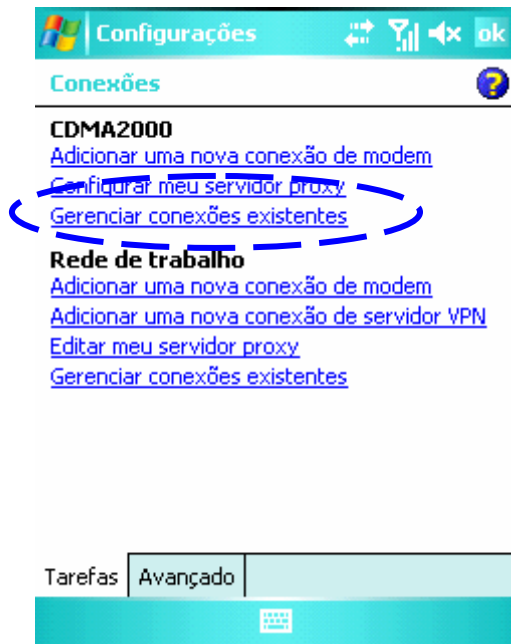 Configurações
ok
Conexões
CDMA2000
Adicionar uma nova conexão de modem
Configurar meu servidor proxy
Gerenciar conexões existentes
Rede de trabalho
Adicionar uma nova conexão de modem
Adicionar uma nova conexão de servidor VPN
Editar meu servidor proxy
Gerenciar conexões existentes
Tarefas
Avançado